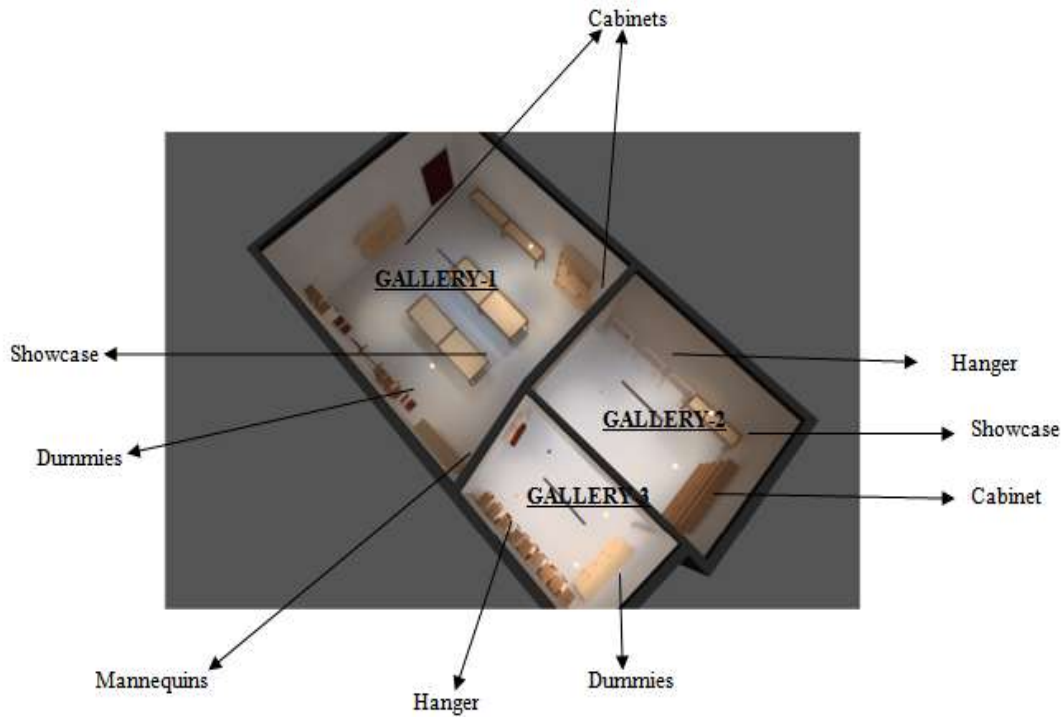 Cabinets
GALLERY-1
Showcase
Hanger
GALLERY-2
Showcase
Dummies
GALLERY-3
Cabinet
Mannequins
Hanger
Dummies